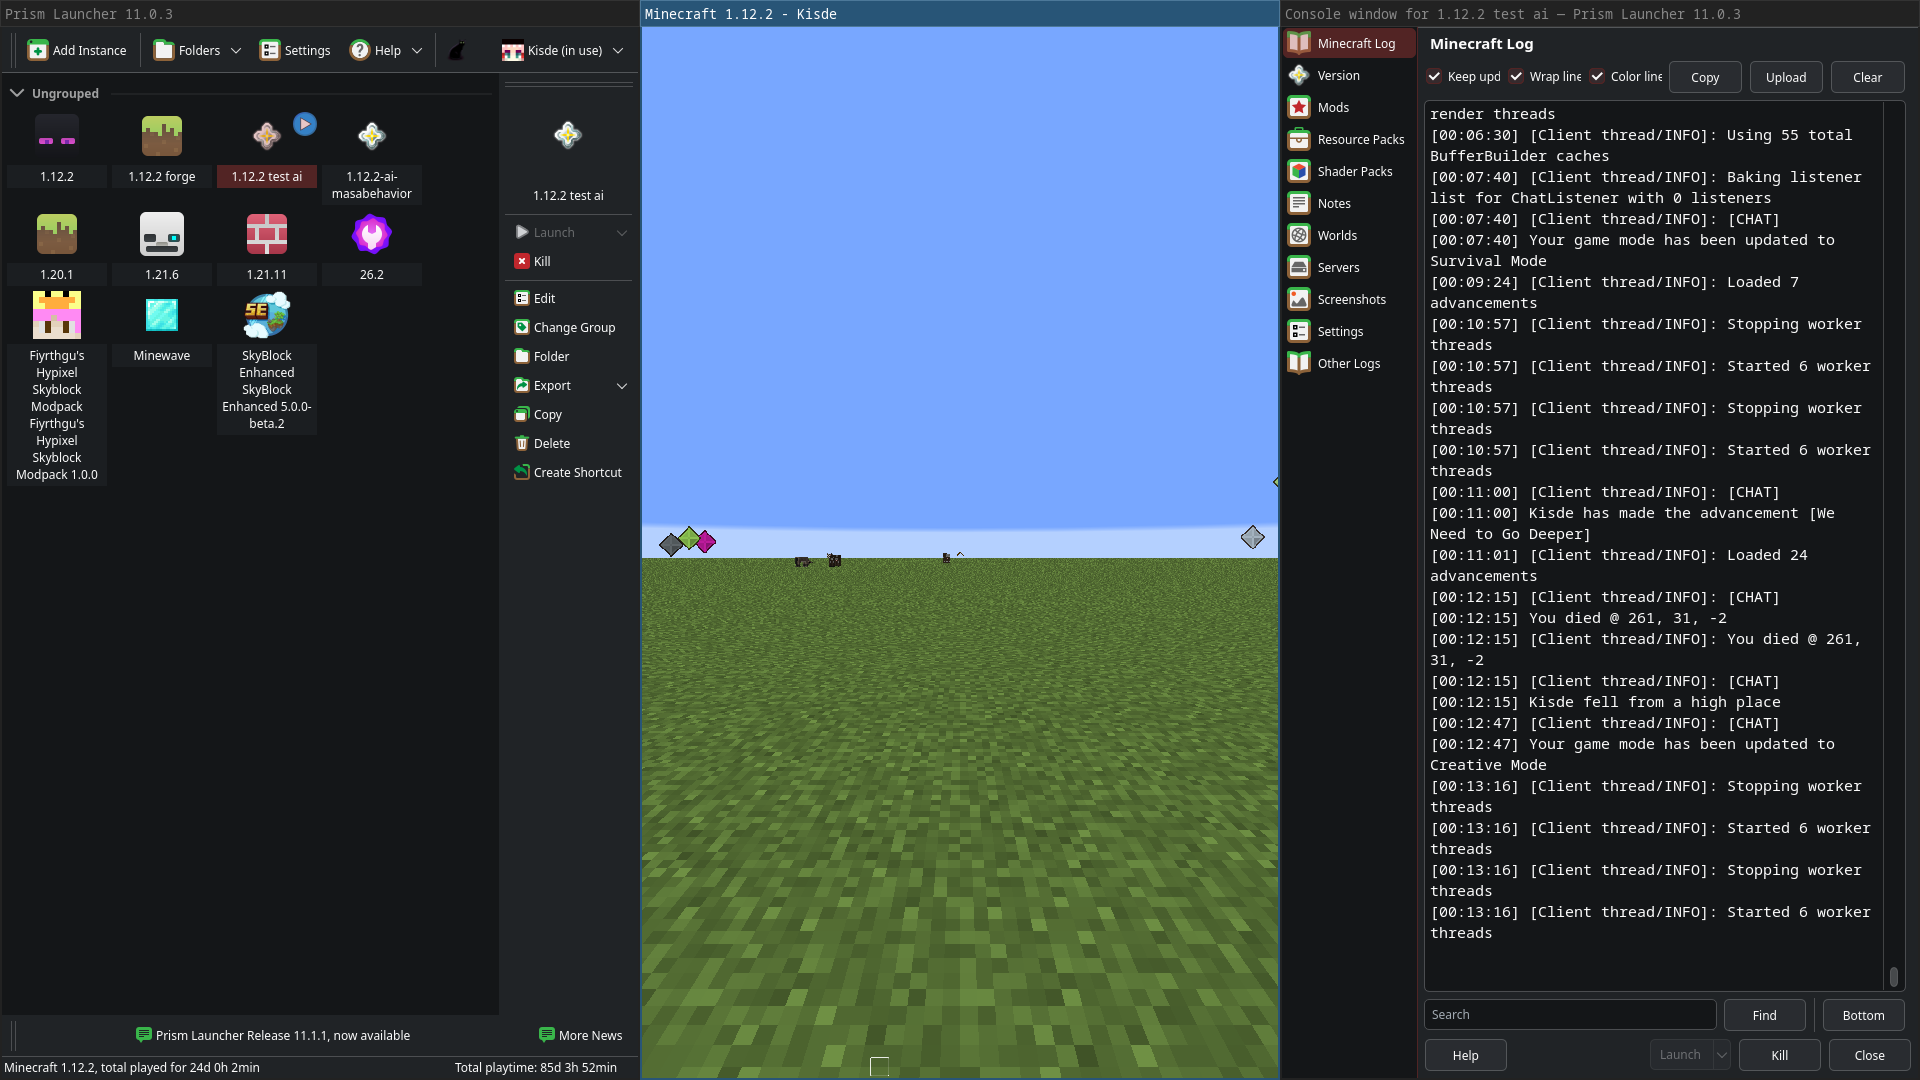 Prism Launcher 11.0.3
Add Instance
Folders
Settings
Help
Kisde (in use)
Ungrouped
1.12.2
1.12.2 forge
1.12.2 test ai
1.12.2-ai-
masabehavior
1.20.1
1.21.6
1.21.11
26.2
Fiyrthgu's
Hypixel
Skyblock
Modpack
Fiyrthgu's
Hypixel
Skyblock
Modpack 1.0.0
Minewave
SE
SkyBlock
Enhanced
SkyBlock
Enhanced 5.0.0-
beta.2
1.12.2 test ai
Launch
Kill
Edit
Change Group
Folder
Export
Copy
Delete
Create Shortcut
Prism Launcher Release 11.1.1, now available
More News
Minecraft 1.12.2, total played for 24d 0h 2min
Total playtime: 85d 3h 52min
Minecraft 1.12.2 - Kisde
Console window for 1.12.2 test ai — Prism Launcher 11.0.3
Minecraft Log
Version
Mods
Resource Packs
Shader Packs
Notes
Worlds
Servers
Screenshots
Settings
Other Logs
Minecraft Log
Keep upd
Wrap line
Color line
Copy
Upload
Clear
render threads
[00:06:30] [Client thread/INFO]: Using 55 total
BufferBuilder caches
[00:07:40] [Client thread/INFO]: Baking listener
list for ChatListener with 0 listeners
[00:07:40] [Client thread/INFO]: [CHAT]
[00:07:40] Your game mode has been updated to
Survival Mode
[00:09:24] [Client thread/INFO]: Loaded 7
advancements
[00:10:57] [Client thread/INFO]: Stopping worker
threads
[00:10:57] [Client thread/INFO]: Started 6 worker
threads
[00:10:57] [Client thread/INFO]: Stopping worker
threads
[00:10:57] [Client thread/INFO]: Started 6 worker
threads
[00:11:00] [Client thread/INFO]: [CHAT]
[00:11:00] Kisde has made the advancement [We
Need to Go Deeper]
[00:11:01] [Client thread/INFO]: Loaded 24
advancements
[00:12:15] [Client thread/INFO]: [CHAT]
[00:12:15] You died @ 261, 31, -2
[00:12:15] [Client thread/INFO]: You died @ 261,
31, -2
[00:12:15] [Client thread/INFO]: [CHAT]
[00:12:15] Kisde fell from a high place
[00:12:47] [Client thread/INFO]: [CHAT]
[00:12:47] Your game mode has been updated to
Creative Mode
[00:13:16] [Client thread/INFO]: Stopping worker
threads
[00:13:16] [Client thread/INFO]: Started 6 worker
threads
[00:13:16] [Client thread/INFO]: Stopping worker
threads
[00:13:16] [Client thread/INFO]: Started 6 worker
threads
Search
Find
Bottom
Help
Launch
Kill
Close